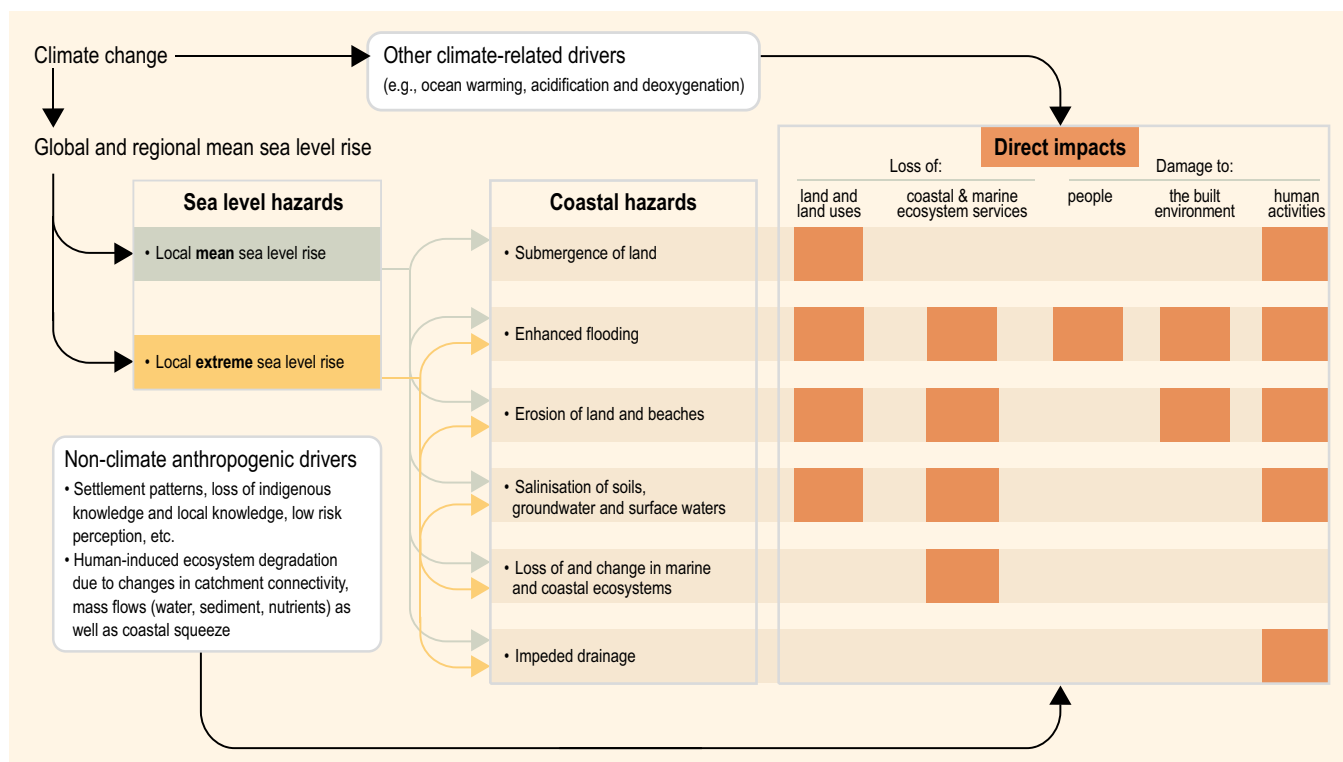 Climate change
Other climate-related drivers
(e.g., ocean warming, acidification and deoxygenation)
Global and regional mean sea level rise
Direct impacts
Loss of:
Damage to:
land and
land uses
coastal & marine
ecosystem services
people
the built
environment
human
activities
Sea level hazards
• Local mean sea level rise
• Local extreme sea level rise
Coastal hazards
• Submergence of land
• Enhanced flooding
• Erosion of land and beaches
• Salinisation of soils,
groundwater and surface waters
• Loss of and change in marine
and coastal ecosystems
• Impeded drainage
Non-climate anthropogenic drivers
• Settlement patterns, loss of indigenous
knowledge and local knowledge, low risk
perception, etc.
• Human-induced ecosystem degradation
due to changes in catchment connectivity,
mass flows (water, sediment, nutrients) as
well as coastal squeeze